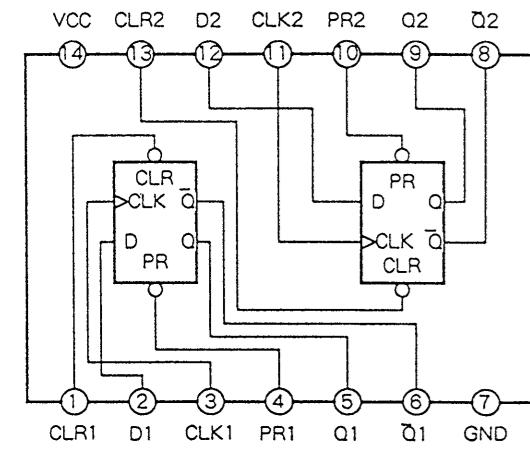 VCC CLR2 D2 CLK2 PR2 Q2 Q̅2
14 13 12 11 10 9 8
CLR
CLK Q̅
D Q
PR
PR
D Q
CLK Q̅
CLR
1 2 3 4 5 6 7
CLR1 D1 CLK1 PR1 Q1 Q̅1 GND